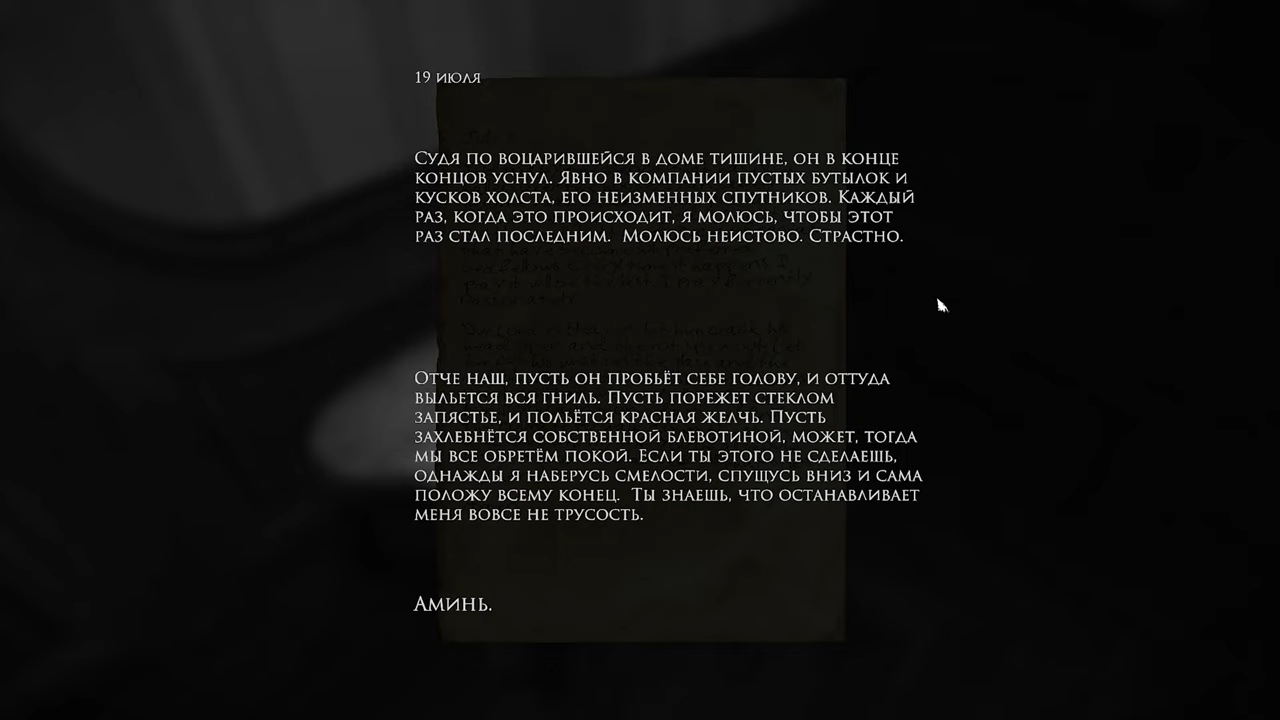 19 июля
Судя по воцарившейся в доме тишине, он в конце
концов уснул. Явно в компании пустых бутылок и
кусков холста, его неизменных спутников. Каждый
раз, когда это происходит, я молюсь, чтобы этот
раз стал последним.  Молюсь неистово. Страстно.
Отче наш, пусть он пробьёт себе голову, и оттуда
выльется вся гниль. Пусть порежет стеклом
запястье, и польётся красная желчь. Пусть
захлебнётся собственной блевотиной, может, тогда
мы все обретём покой. Если ты этого не сделаешь,
однажды я наберусь смелости, спущусь вниз и сама
положу всему конец.  Ты знаешь, что останавливает
меня вовсе не трусость.
Аминь.